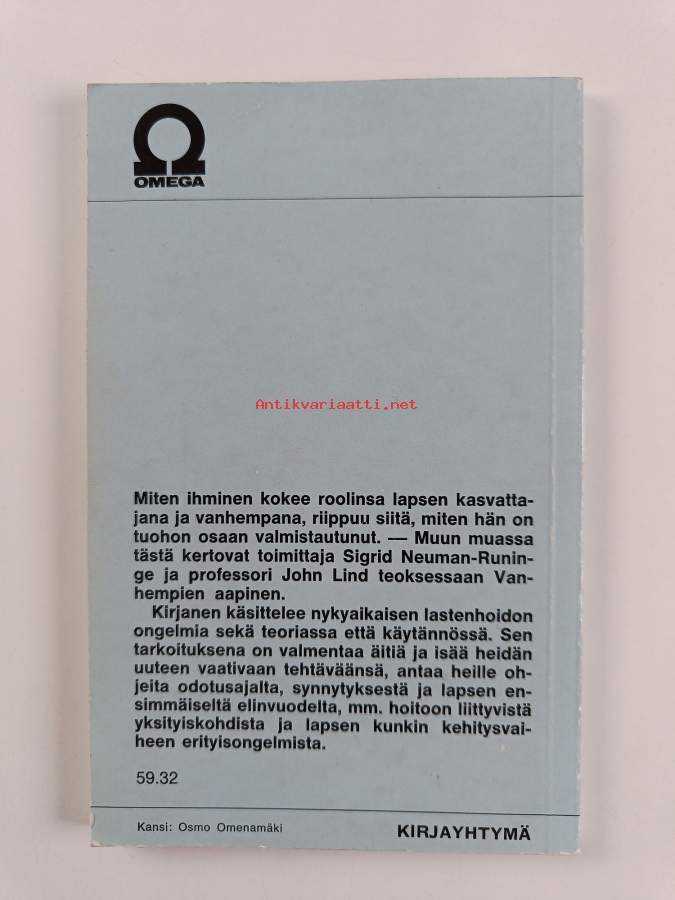 OMEGA
Antikvariaatti.net
Miten ihminen kokee roolinsa lapsen kasvatta-
jana ja vanhempana, riippuu siitä, miten hän on
tuohon osaan valmistautunut. — Muun muassa
tästä kertovat toimittaja Sigrid Neuman-Runin-
ge ja professori John Lind teoksessaan Van-
hempien aapinen.
Kirjanen käsittelee nykyaikaisen lastenhoidon
ongelmia sekä teoriassa että käytännössä. Sen
tarkoituksena on valmentaa äitiä ja isää heidän
uuteen vaativaan tehtäväänsä, antaa heille oh-
jeita odotusajalta, synnytyksestä ja lapsen en-
simmäiseltä elinvuodelta, mm. hoitoon liittyvistä
yksityiskohdista ja lapsen kunkin kehitysvai-
heen erityisongelmista.
59.32
Kansi: Osmo Omenamäki
KIRJAYHTYMÄ